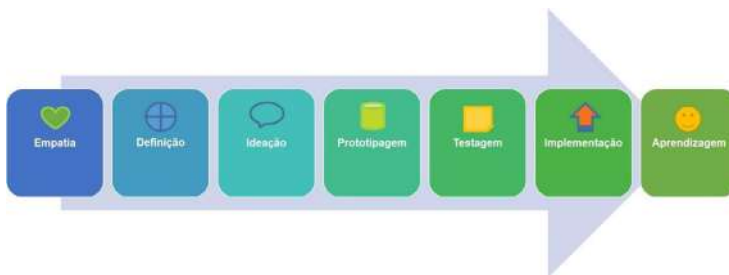 Empatia
Definição
Ideação
Prototipagem
Testagem
Implementação
Aprendizagem